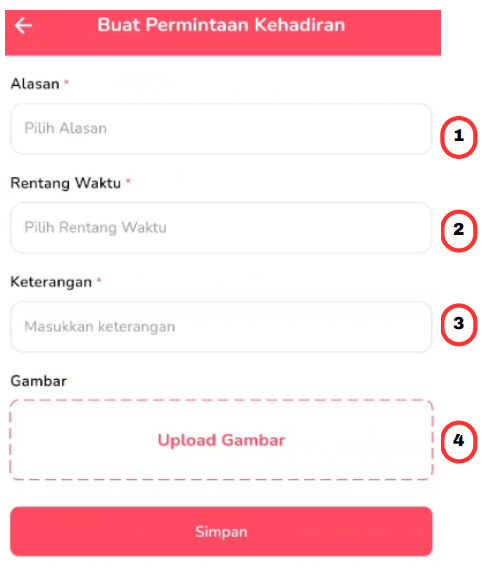 Buat Permintaan Kehadiran
Alasan *
Pilih Alasan
1
Rentang Waktu *
Pilih Rentang Waktu
2
Keterangan *
Masukkan keterangan
3
Gambar
Upload Gambar
4
Simpan